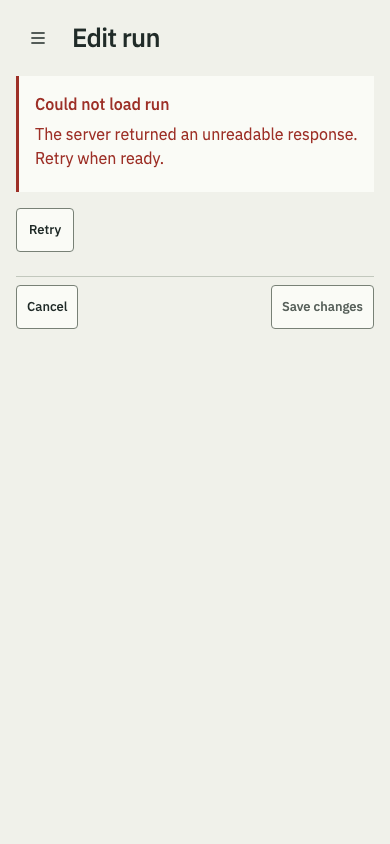 Edit run
Could not load run
The server returned an unreadable response.
Retry when ready.
Retry
Cancel
Save changes